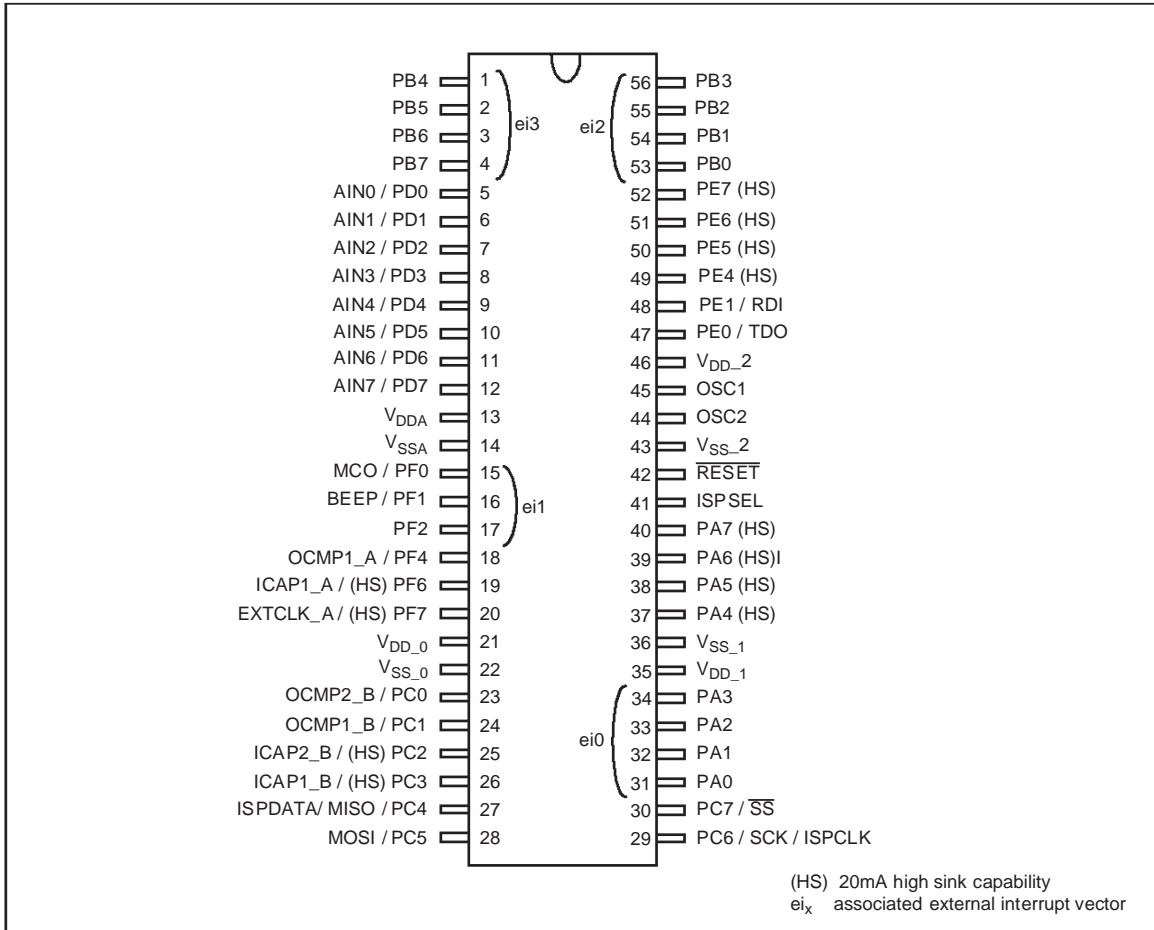 PB4 1 56 PB3
PB5 2 55 PB2
ei3 ei2
PB6 3 54 PB1
PB7 4 53 PB0
AIN0 / PD0 5 52 PE7 (HS)
AIN1 / PD1 6 51 PE6 (HS)
AIN2 / PD2 7 50 PE5 (HS)
AIN3 / PD3 8 49 PE4 (HS)
AIN4 / PD4 9 48 PE1 / RDI
AIN5 / PD5 10 47 PE0 / TDO
AIN6 / PD6 11 46 VDD_2
AIN7 / PD7 12 45 OSC1
VDDA 13 44 OSC2
VSSA 14 43 VSS_2
MCO / PF0 15 42 RESET
BEEP / PF1 16 ei1 41 ISPSEL
PF2 17 40 PA7 (HS)
OCMP1_A / PF4 18 39 PA6 (HS)I
ICAP1_A / (HS) PF6 19 38 PA5 (HS)
EXTCLK_A / (HS) PF7 20 37 PA4 (HS)
VDD_0 21 36 VSS_1
VSS_0 22 35 VDD_1
OCMP2_B / PC0 23 34 PA3
OCMP1_B / PC1 24 33 PA2
ei0
ICAP2_B / (HS) PC2 25 32 PA1
ICAP1_B / (HS) PC3 26 31 PA0
ISPDATA/ MISO / PC4 27 30 PC7 / SS
MOSI / PC5 28 29 PC6 / SCK / ISPCLK
(HS) 20mA high sink capability
eix associated external interrupt vector